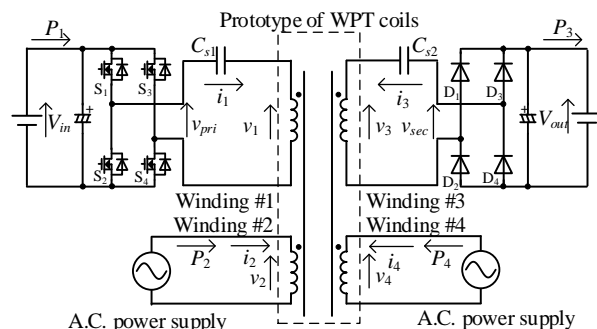 Prototype of WPT coils
P1
Cs1
Cs2
P3
S1
S3
D1
D3
i1
i3
Vin
vpri
v1
v3
vsec
Vout
S2
S4
D2
D4
Winding #1
Winding #3
Winding #2
Winding #4
P2
i2
i4
P4
v2
v4
A.C. power supply
A.C. power supply